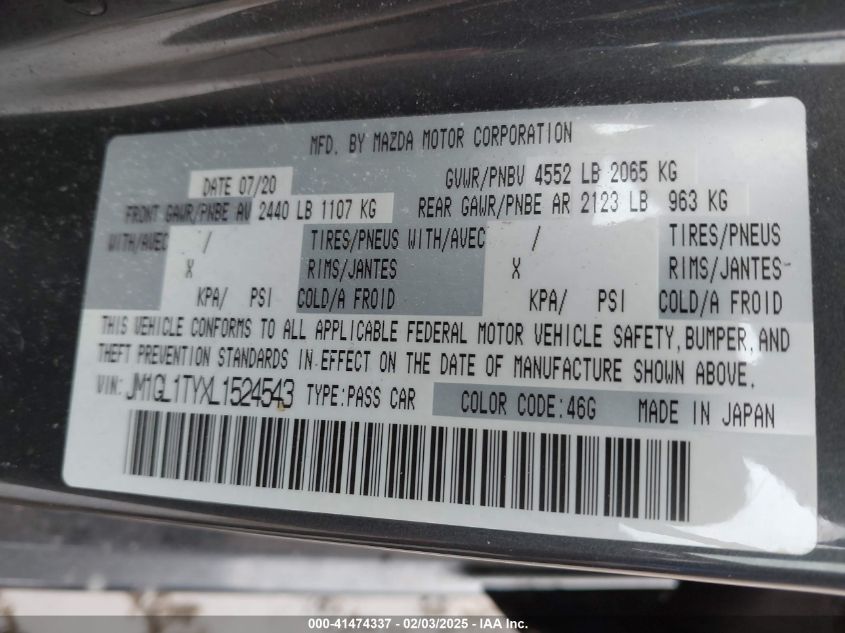 MFD. BY MAZDA MOTOR CORPORATION
DATE 07/20 GVWR/PNBV 4552 LB 2065 KG
FRONT GAWR/PNBE AV 2440 LB 1107 KG REAR GAWR/PNBE AR 2123 LB 963 KG
WITH/AVEC / TIRES/PNEUS WITH/AVEC / TIRES/PNEUS
X RIMS/JANTES X RIMS/JANTES
KPA/ PSI COLD/A FROID KPA/ PSI COLD/A FROID
THIS VEHICLE CONFORMS TO ALL APPLICABLE FEDERAL MOTOR VEHICLE SAFETY, BUMPER, AND
THEFT PREVENTION STANDARDS IN EFFECT ON THE DATE OF MANUFACTURE SHOWN ABOVE.
VIN: JM1GL1TYXL1524543 TYPE: PASS CAR COLOR CODE: 46G MADE IN JAPAN
000-41474337 - 02/03/2025 - IAA Inc.